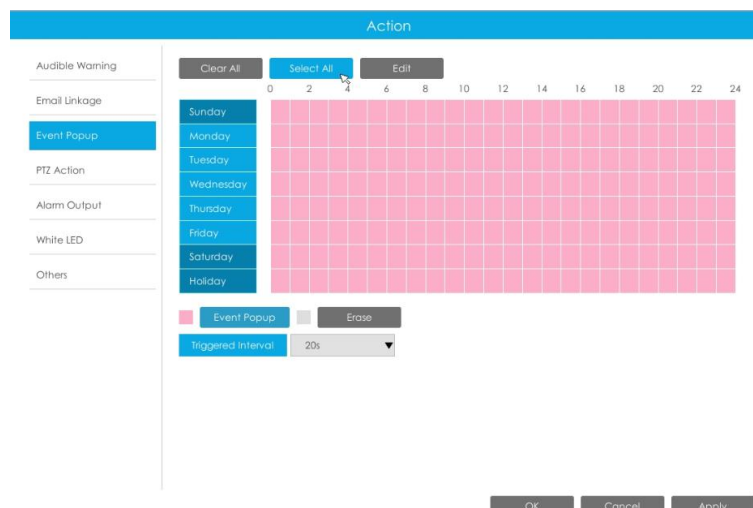 Action
Audible Warning
Email Linkage
Event Popup
PTZ Action
Alarm Output
White LED
Others
Clear All Select All Edit
0 2 4 6 8 10 12 14 16 18 20 22 24
Sunday
Monday
Tuesday
Wednesday
Thursday
Friday
Saturday
Holiday
Event Popup Erase
Triggered Interval 20s
OK Cancel Apply